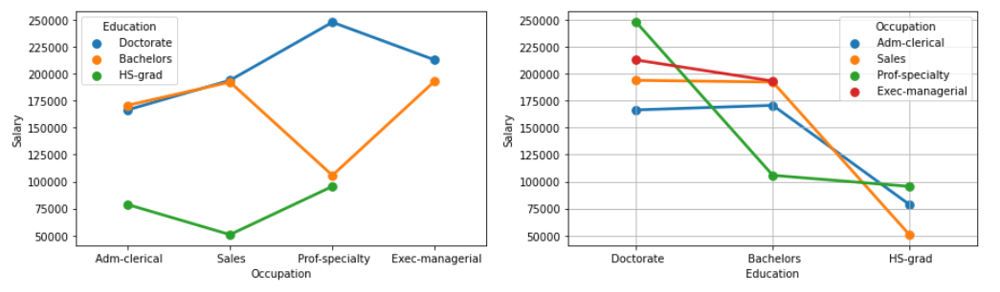 250000
225000
200000
175000
150000
125000
100000
75000
50000
Salary
Education
Doctorate
Bachelors
HS-grad
Adm-clerical Sales Prof-specialty Exec-managerial
Occupation
250000
225000
200000
175000
150000
125000
100000
75000
50000
Salary
Occupation
Adm-clerical
Sales
Prof-specialty
Exec-managerial
Doctorate Bachelors HS-grad
Education